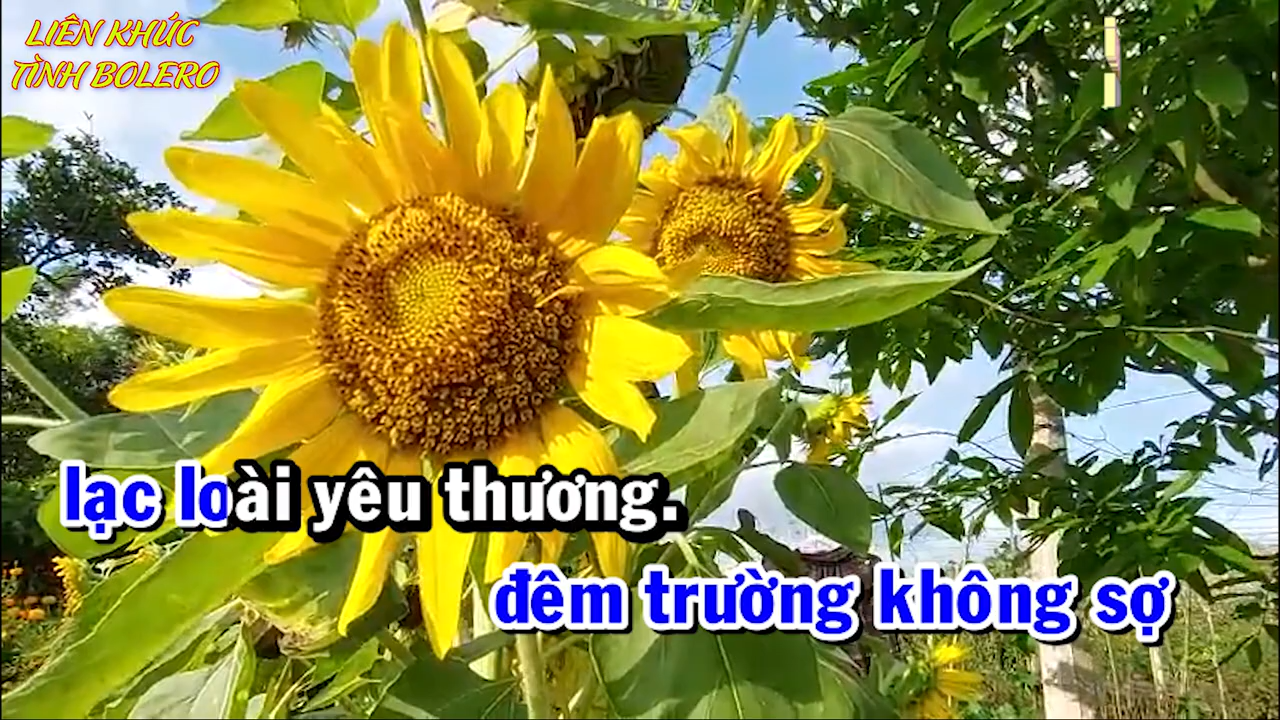 LIÊN KHÚC
TÌNH BOLERO
lạc loài yêu thương.
đêm trường không sợ